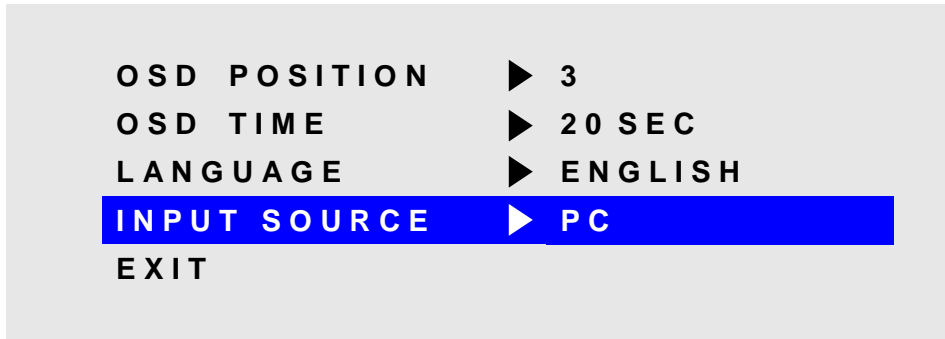 OSD POSITION ▶ 3
OSD TIME ▶ 20 SEC
LANGUAGE ▶ ENGLISH
INPUT SOURCE ▶ PC
EXIT